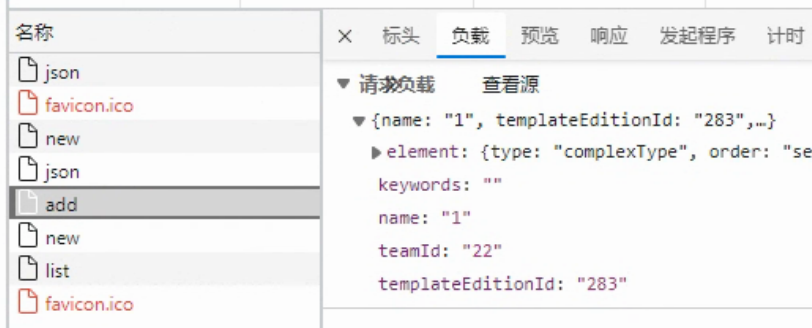 名称
json
favicon.ico
new
json
add
new
list
favicon.ico
标头 负载 预览 响应 发起程序 计时
请求负载 查看源
{name: "1", templateEditionId: "283",…}
element: {type: "complexType", order: "se
keywords: ""
name: "1"
teamId: "22"
templateEditionId: "283"